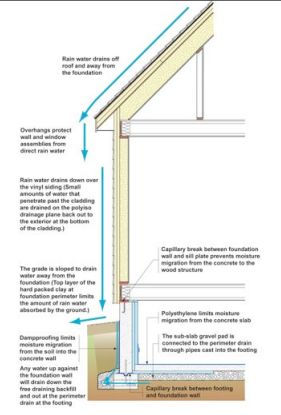 Rain water drains off
roof and away from
the foundation
Overhangs protect
wall and window
assemblies from
direct rain water
Rain water drains down over
the vinyl siding (Small
amounts of water that
penetrate past the cladding
are drained on the polyiso
drainage plane back out to
the exterior at the bottom
of the cladding.)
Capillary break between foundation
wall and sill plate prevents moisture
migration from the concrete to the
wood structure
The grade is sloped to drain
water away from the
foundation (Top layer of the
hard packed clay at
foundation perimeter limits
the amount of rain water
absorbed by the ground.)
Polyethylene limits moisture
migration from the concrete slab
The sub-slab gravel pad is
connected to the perimeter drain
through pipes cast into the footing
Dampproofing limits
moisture migration
from the soil into the
concrete wall
Any water up against
the foundation wall
will drain down the
free draining backfill
and out at the perimeter
drain at the footing
Capillary break between footing
and foundation wall